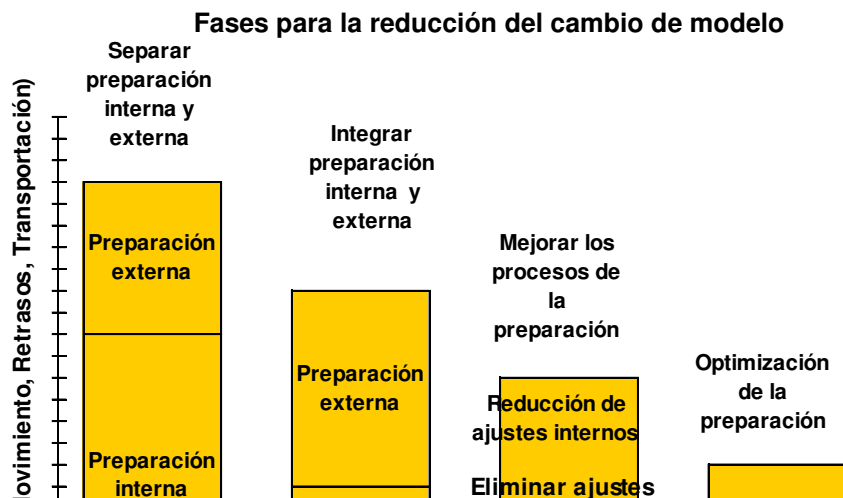 Fases para la reducción del cambio de modelo
Separar
preparación
interna y
externa
Integrar
preparación
interna y
externa
Mejorar los
procesos de
la
preparación
Optimización
de la
preparación
Preparación
externa
Preparación
interna
Preparación
externa
Reducción de
ajustes internos
Eliminar ajustes
Retrasos, Transportación)